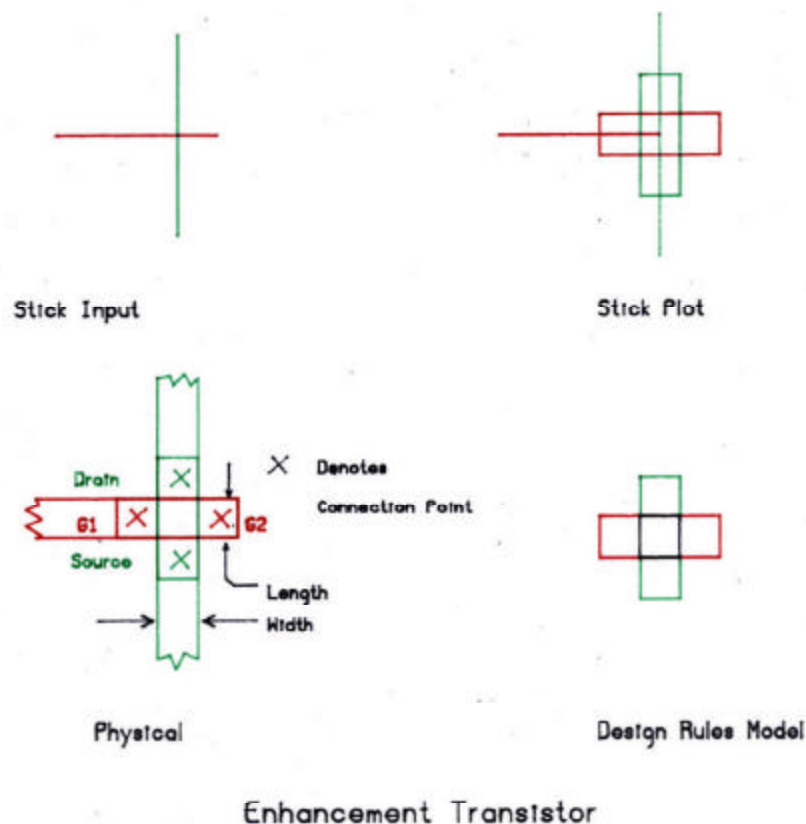 Stick Input
Stick Plot
Drain
X Denotes
Connection Point
G1
G2
Source
Length
Width
Physical
Design Rules Model
Enhancement Transistor